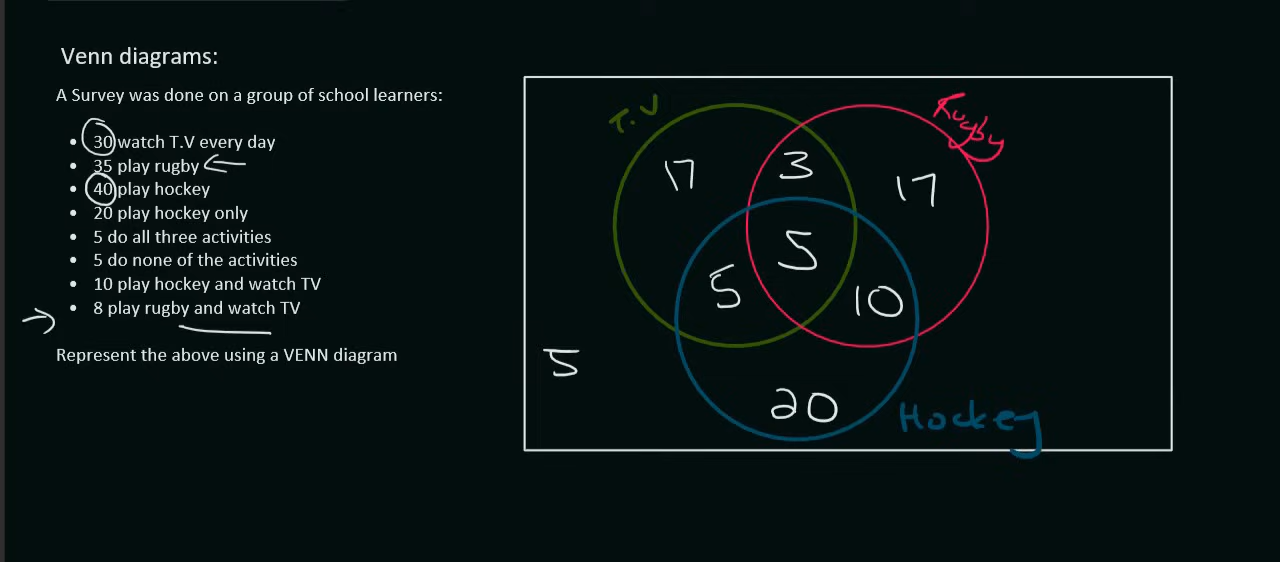 Venn diagrams:
A Survey was done on a group of school learners:
• 30 watch T.V every day
• 35 play rugby
• 40 play hockey
• 20 play hockey only
• 5 do all three activities
• 5 do none of the activities
• 10 play hockey and watch TV
• 8 play rugby and watch TV
Represent the above using a VENN diagram
T.V
Rugby
17
3
17
5
5
10
5
20
Hockey